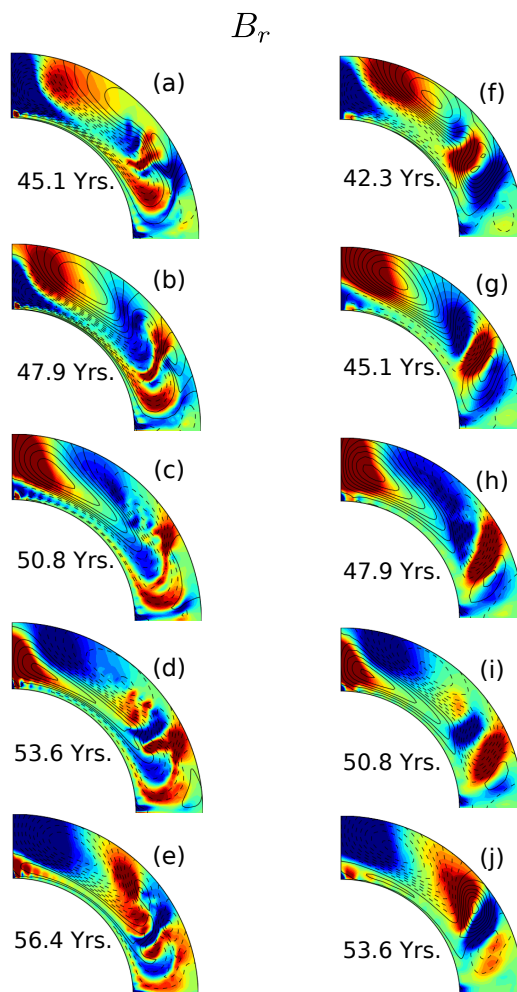 B_r
(a)
45.1 Yrs.
(b)
47.9 Yrs.
(c)
50.8 Yrs.
(d)
53.6 Yrs.
(e)
56.4 Yrs.
(f)
42.3 Yrs.
(g)
45.1 Yrs.
(h)
47.9 Yrs.
(i)
50.8 Yrs.
(j)
53.6 Yrs.